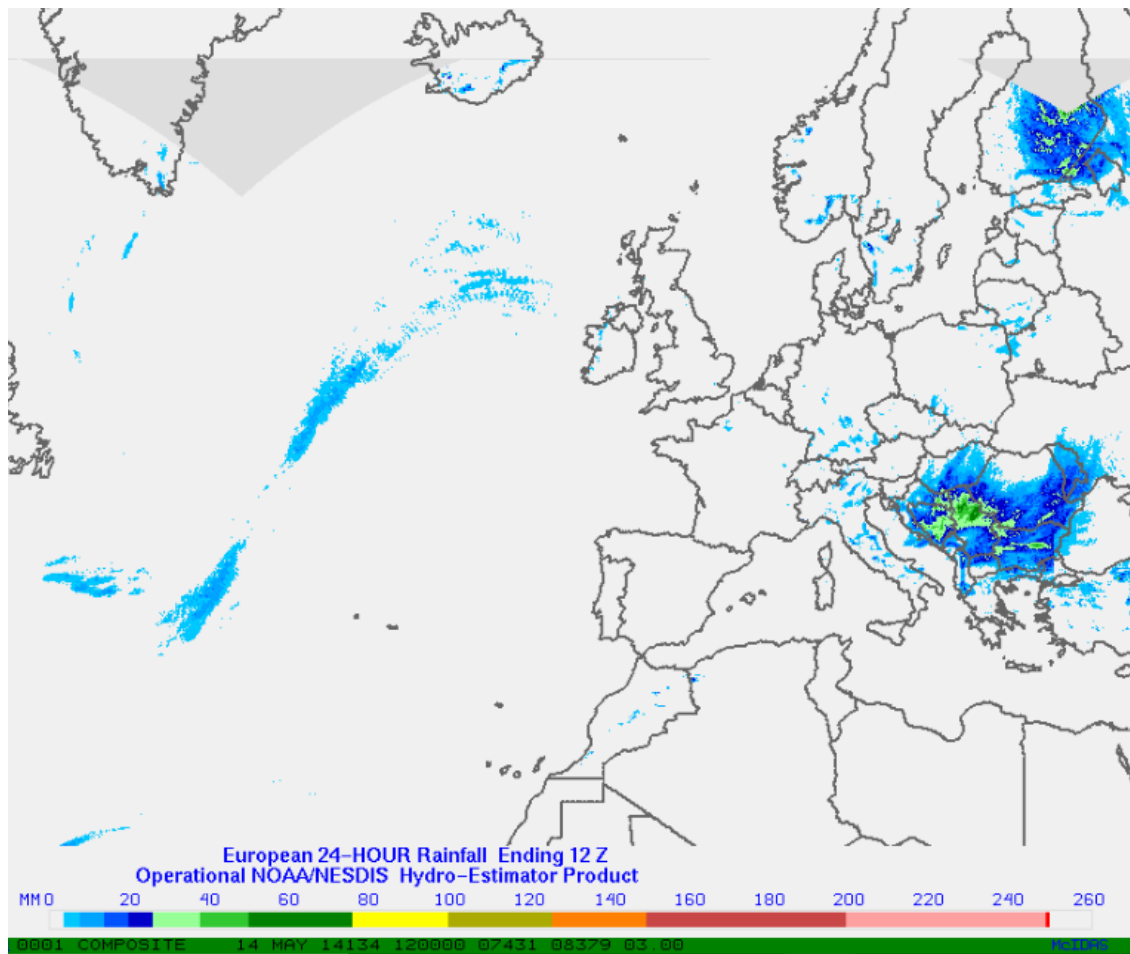 European 24-HOUR Rainfall Ending 12 Z
Operational NOAA/NESDIS Hydro-Estimator Product
MM 0 20 40 60 80 100 120 140 160 180 200 220 240 260
0001 COMPOSITE 14 MAY 14134 120000 07431 08379 03.00 McIDAS